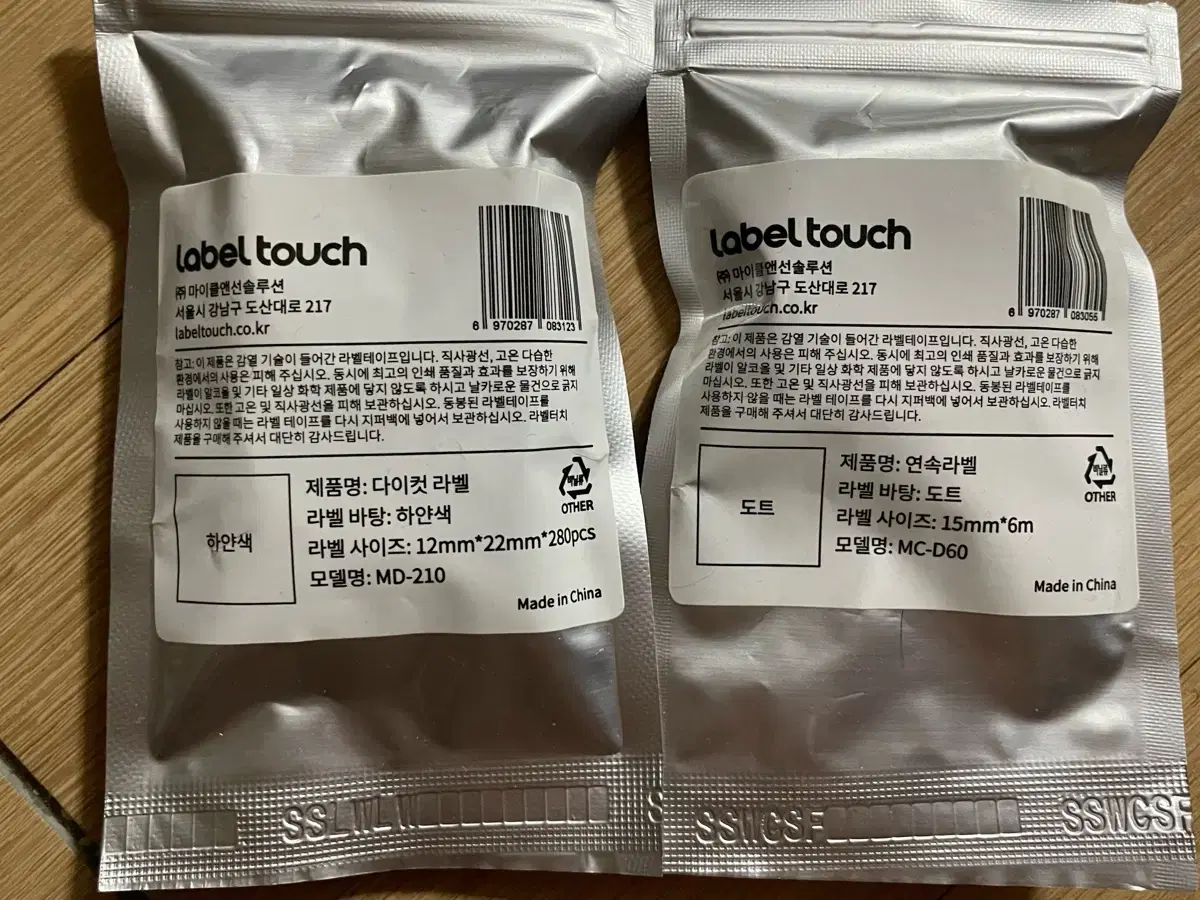 label touch
㈜ 마이클앤선솔루션
서울시 강남구 도산대로 217
labeltouch.co.kr
6 970287 083123
참고: 이 제품은 감열 기술이 들어간 라벨테이프입니다. 직사광선, 고온 다습한
환경에서의 사용은 피해 주십시오. 동시에 최고의 인쇄 품질과 효과를 보장하기 위해
라벨이 알코올 및 기타 일상 화학 제품에 닿지 않도록 하시고 날카로운 물건으로 긁지
마십시오. 또한 고온 및 직사광선을 피해 보관하십시오. 동봉된 라벨테이프를
사용하지 않을 때는 라벨 테이프를 다시 지퍼백에 넣어서 보관하십시오. 라벨터치
제품을 구매해 주셔서 대단히 감사드립니다.
하얀색
제품명: 다이컷 라벨
라벨 바탕: 하얀색
라벨 사이즈: 12mm*22mm*280pcs
모델명: MD-210
비닐류
OTHER
Made in China
SSLWLW
label touch
㈜ 마이클앤선솔루션
서울시 강남구 도산대로 217
labeltouch.co.kr
6 970287 083055
참고: 이 제품은 감열 기술이 들어간 라벨테이프입니다. 직사광선, 고온 다습한
환경에서의 사용은 피해 주십시오. 동시에 최고의 인쇄 품질과 효과를 보장하기 위해
라벨이 알코올 및 기타 일상 화학 제품에 닿지 않도록 하시고 날카로운 물건으로 긁지
마십시오. 또한 고온 및 직사광선을 피해 보관하십시오. 동봉된 라벨테이프를
사용하지 않을 때는 라벨 테이프를 다시 지퍼백에 넣어서 보관하십시오. 라벨터치
제품을 구매해 주셔서 대단히 감사드립니다.
도트
제품명: 연속라벨
라벨 바탕: 도트
라벨 사이즈: 15mm*6m
모델명: MC-D60
비닐류
OTHER
Made in China
SSWCSF
SSWCSF